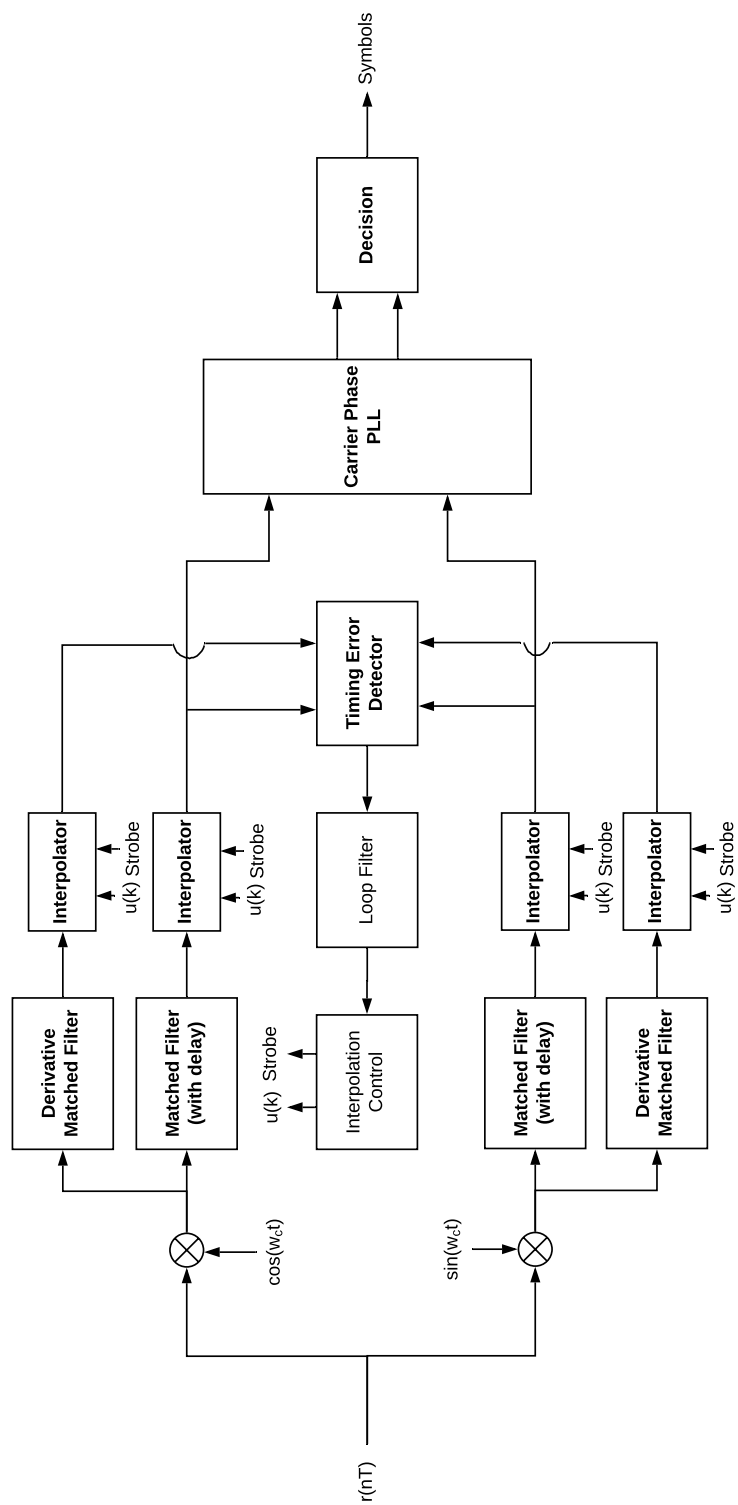 r(nT)
cos(wct)
sin(wct)
Derivative
Matched Filter
Matched Filter
(with delay)
Interpolation
Control
u(k) Strobe
Matched Filter
(with delay)
Derivative
Matched Filter
Interpolator
u(k) Strobe
Interpolator
u(k) Strobe
Loop Filter
Interpolator
u(k) Strobe
Interpolator
u(k) Strobe
Timing Error
Detector
Carrier Phase
PLL
Decision
Symbols